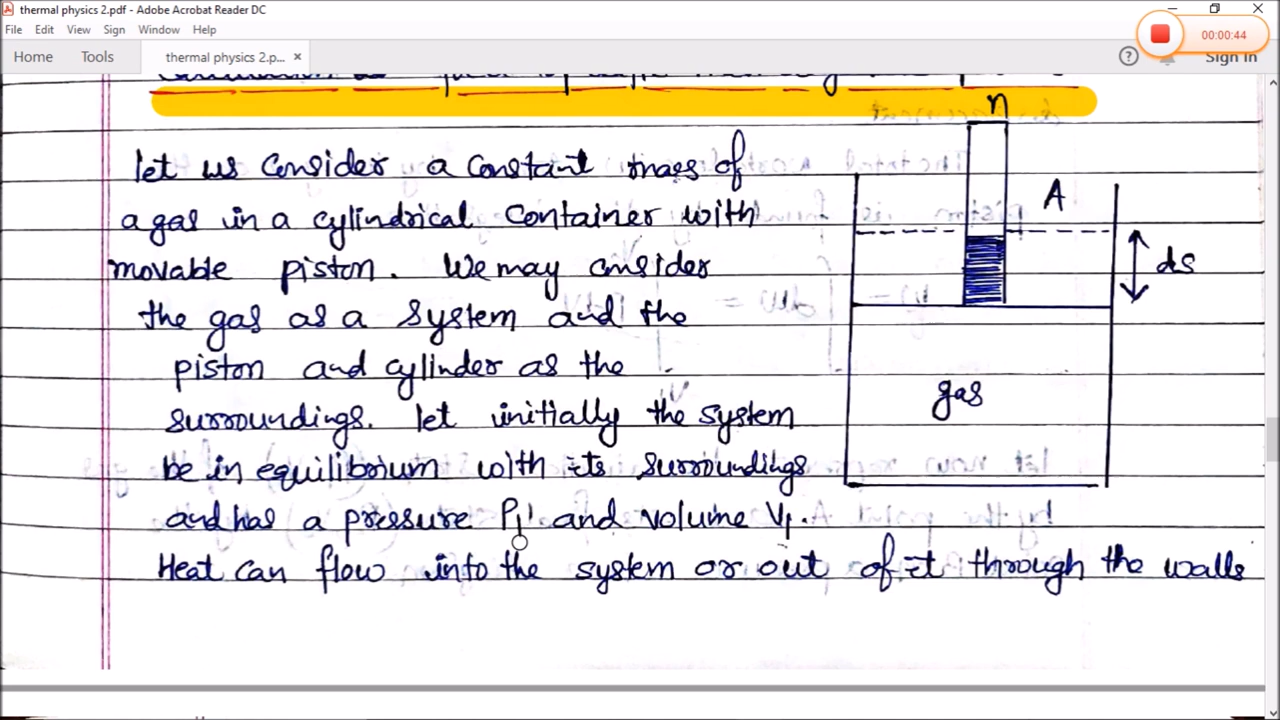 thermal physics 2.pdf - Adobe Acrobat Reader DC
File Edit View Sign Window Help
00:00:44
Home Tools thermal physics 2.p... × Sign In
n
let us Consider a Constant mass of
a gas in a cylindrical Container with
movable piston. We may consider
the gas as a System and the
piston and cylinder as the
surroundings. let initially the system
be in equilibrium with its surroundings
and has a pressure P1' and volume V1.
Heat can flow into the system or out of it through the walls
A
ds
gas